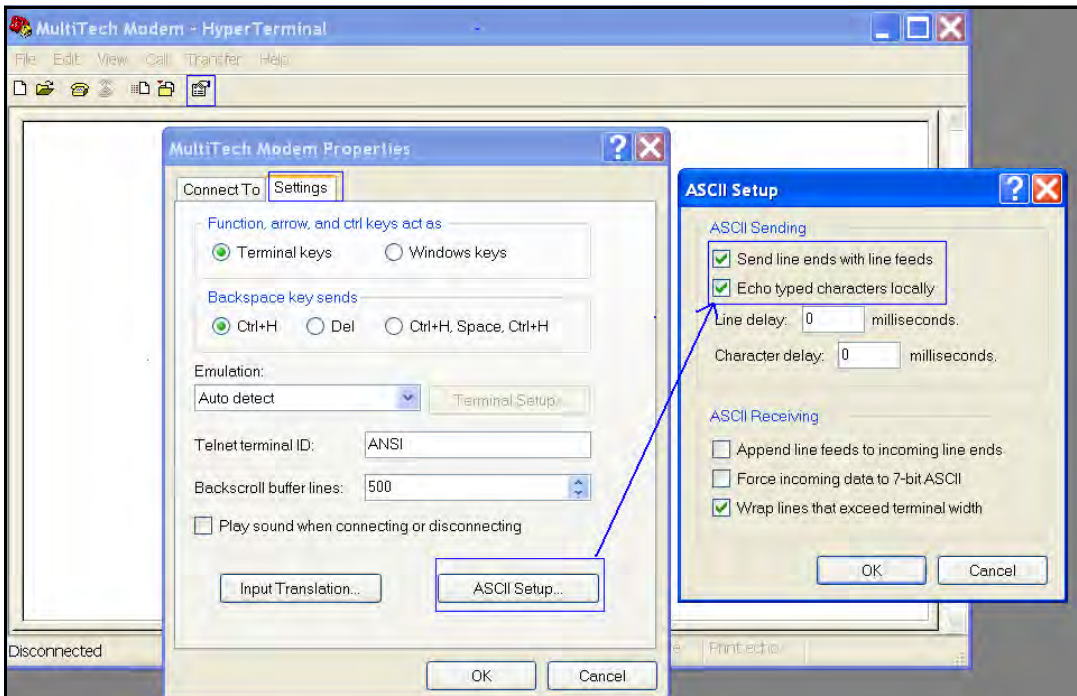 MultiTech Modem - HyperTerminal
File Edit View Call Transfer Help
MultiTech Modem Properties
Connect To Settings
Function, arrow, and ctrl keys act as
Terminal keys Windows keys
Backspace key sends
Ctrl+H Del Ctrl+H, Space, Ctrl+H
Emulation:
Auto detect Terminal Setup
Telnet terminal ID: ANSI
Backscroll buffer lines: 500
Play sound when connecting or disconnecting
Input Translation... ASCII Setup...
OK Cancel
ASCII Setup
ASCII Sending
Send line ends with line feeds
Echo typed characters locally
Line delay: 0 milliseconds.
Character delay: 0 milliseconds.
ASCII Receiving
Append line feeds to incoming line ends
Force incoming data to 7-bit ASCII
Wrap lines that exceed terminal width
OK Cancel
Disconnected Print echo